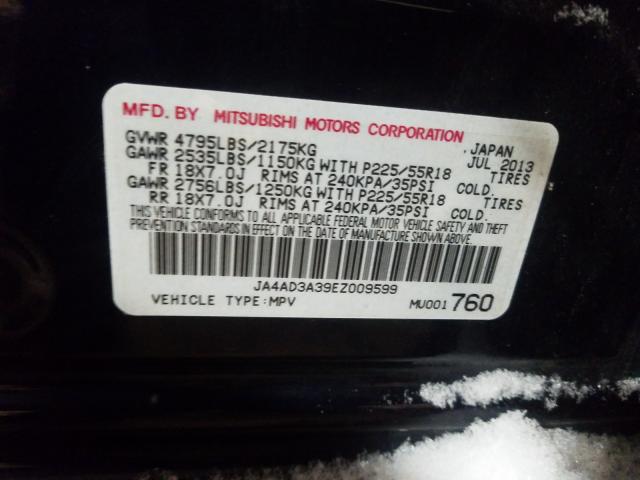 MFD. BY MITSUBISHI MOTORS CORPORATION, JAPAN
GVWR 4795LBS/2175KG JUL 2013
GAWR 2535LBS/1150KG WITH P225/55R18 TIRES
FR 18X7.0J RIMS AT 240KPA/35PSI COLD.
GAWR 2756LBS/1250KG WITH P225/55R18 TIRES
RR 18X7.0J RIMS AT 240KPA/35PSI COLD.
THIS VEHICLE CONFORMS TO ALL APPLICABLE FEDERAL MOTOR VEHICLE SAFETY AND THEFT
PREVENTION STANDARDS IN EFFECT ON THE DATE OF MANUFACTURE SHOWN ABOVE.
JA4AD3A39EZ009599
VEHICLE TYPE:MPV MU001760